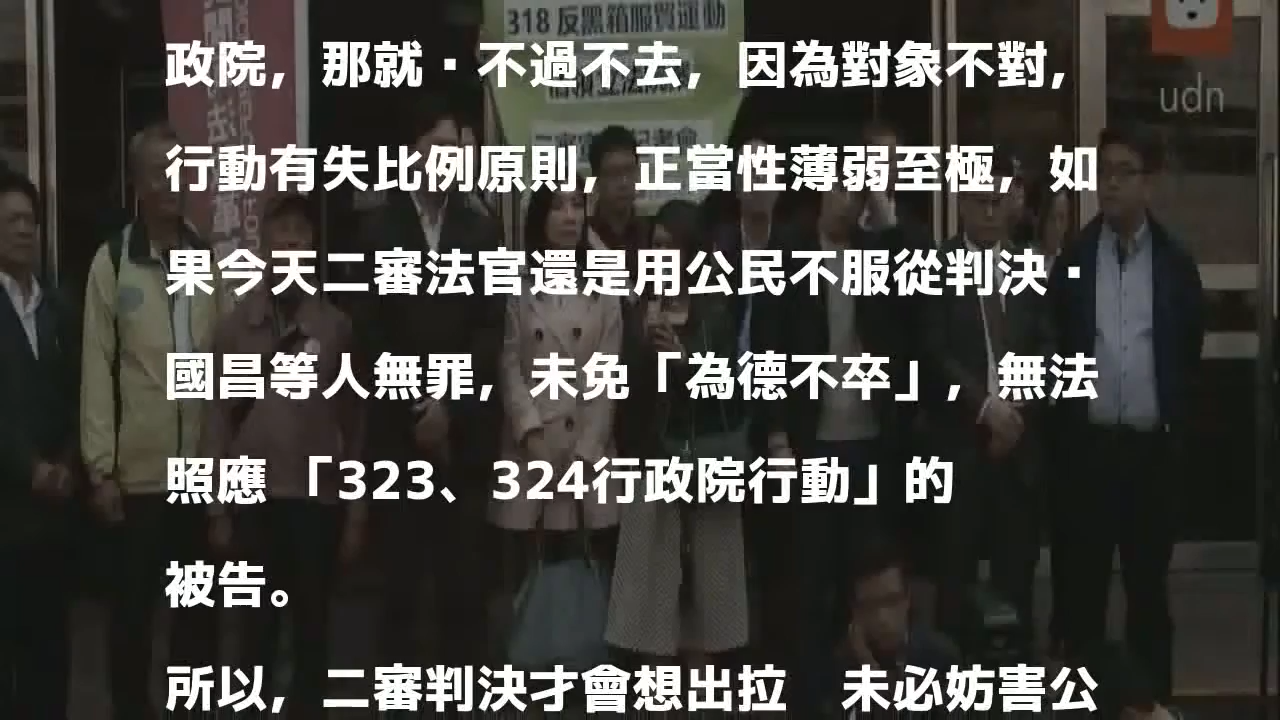 318 反黑箱服貿運動
udn
政院，那就▪不過不去，因為對象不對，
行動有失比例原則，正當性薄弱至極，如
果今天二審法官還是用公民不服從判決▪
國昌等人無罪，未免「為德不卒」，無法
照應 「323、324行政院行動」的
被告。
所以，二審判決才會想出拉　未必妨害公